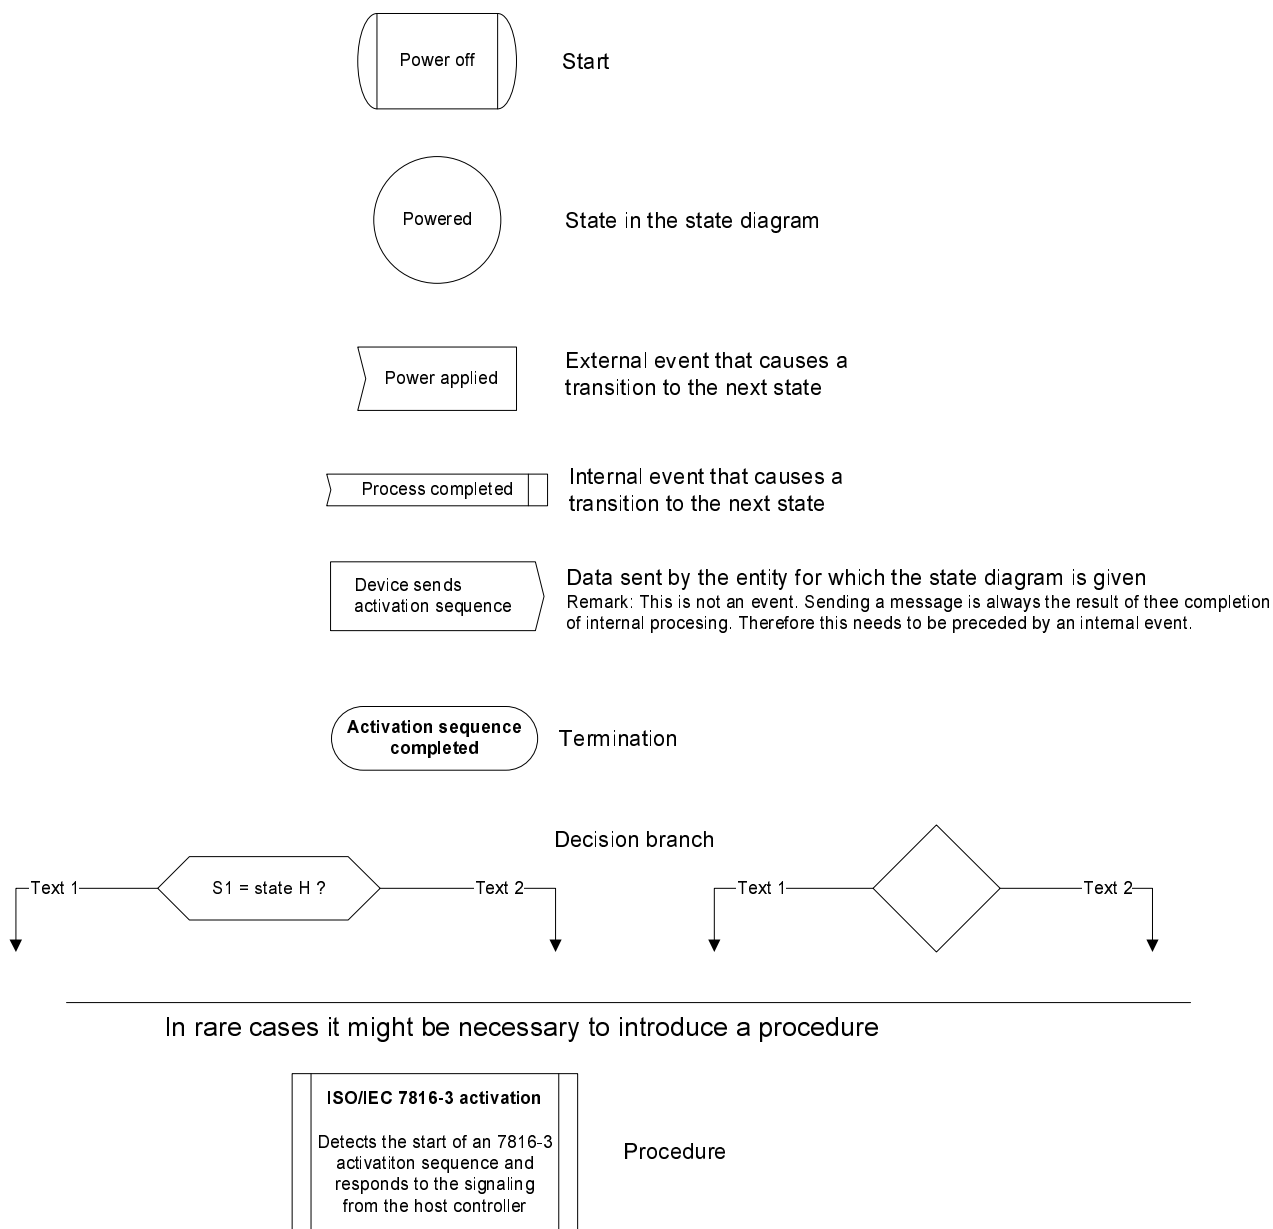 Power off
Start
Powered
State in the state diagram
Power applied
External event that causes a
transition to the next state
Process completed
Internal event that causes a
transition to the next state
Device sends
activation sequence
Data sent by the entity for which the state diagram is given
Remark: This is not an event. Sending a message is always the result of thee completion
of internal procesing. Therefore this needs to be preceded by an internal event.
Activation sequence
completed
Termination
Decision branch
Text 1
S1 = state H ?
Text 2
Text 1
Text 2
In rare cases it might be necessary to introduce a procedure
ISO/IEC 7816-3 activation
Detects the start of an 7816-3
activatiton sequence and
responds to the signaling
from the host controller
Procedure